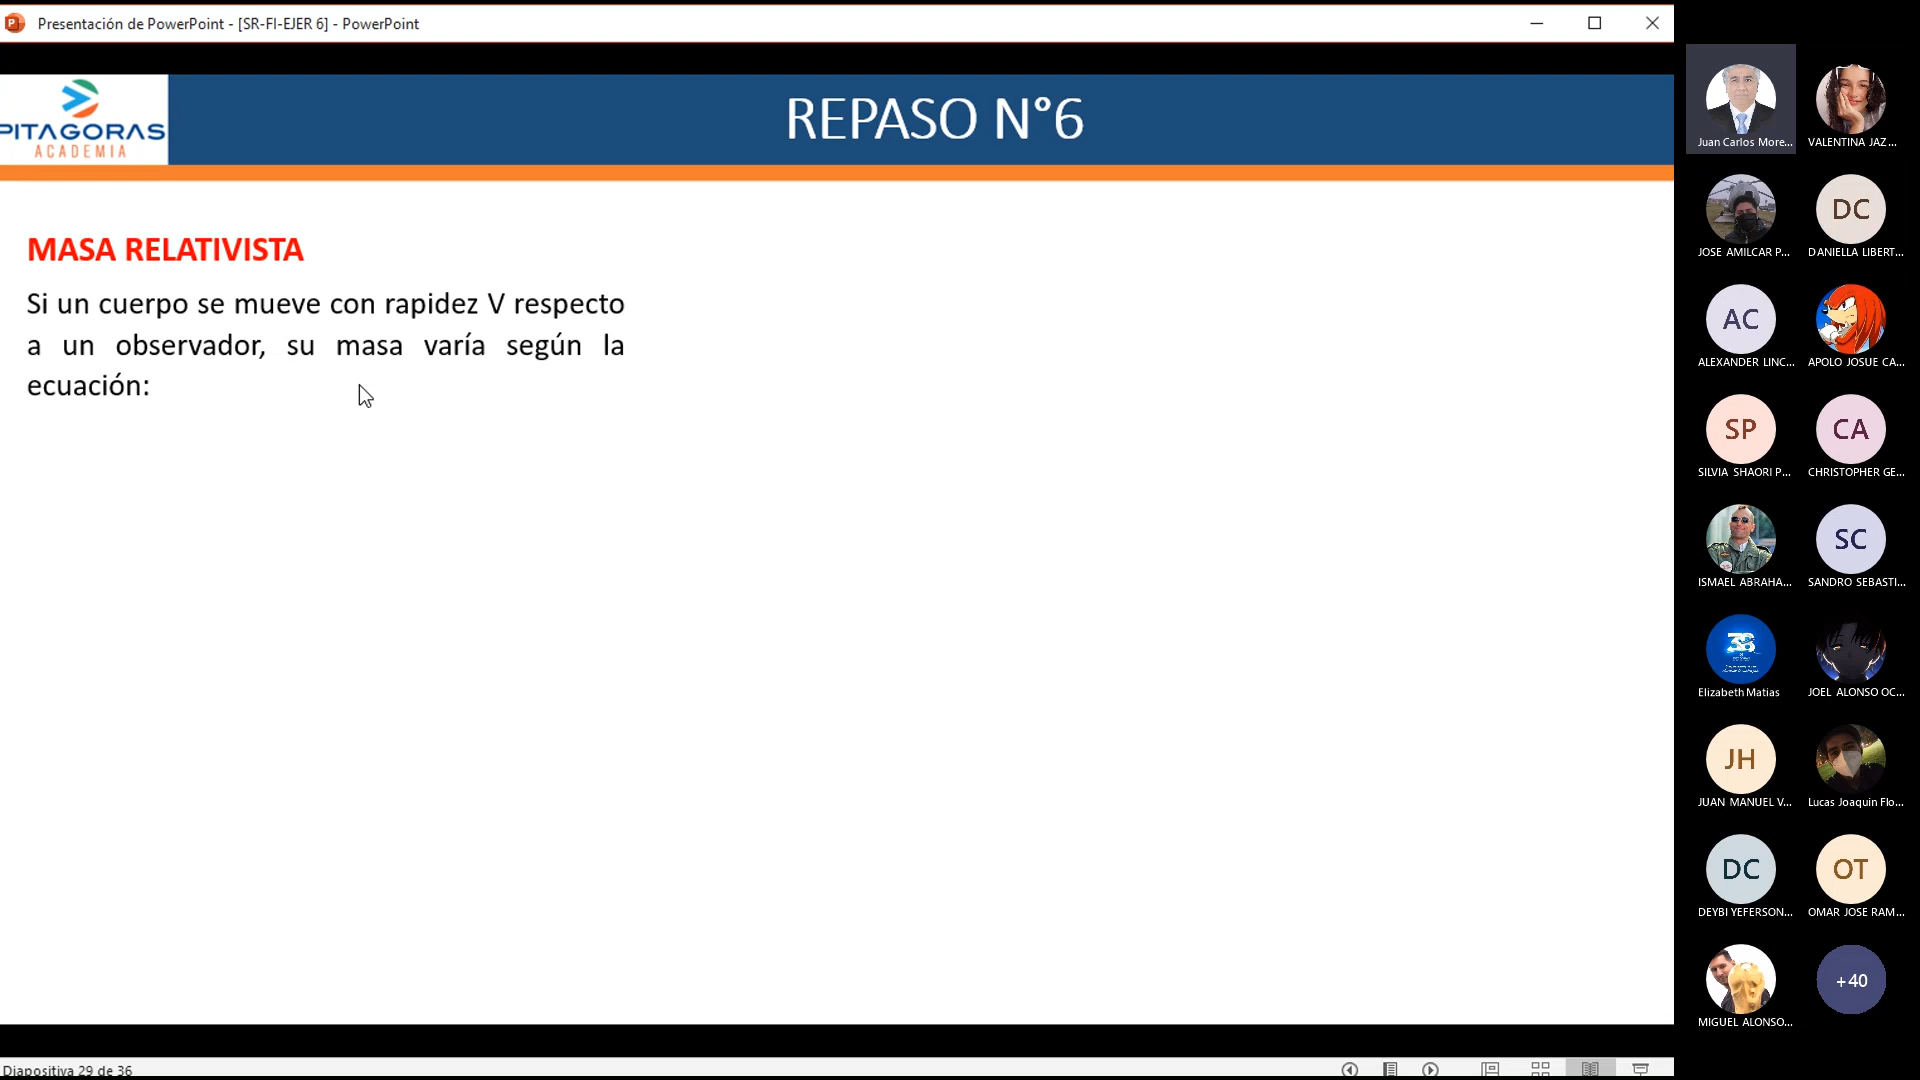 Presentación de PowerPoint - [SR-FI-EJER 6] - PowerPoint
PITAGORAS
ACADEMIA
REPASO N°6
MASA RELATIVISTA
Si un cuerpo se mueve con rapidez V respecto
a un observador, su masa varía según la
ecuación:
Diapositiva 29 de 36
Juan Carlos More...
VALENTINA JAZ...
JOSE AMILCAR P...
DC
DANIELLA LIBERT...
AC
ALEXANDER LINC...
APOLO JOSUE CA...
SP
SILVIA SHAORI P...
CA
CHRISTOPHER GE...
ISMAEL ABRAHA...
SC
SANDRO SEBASTI...
38
Elizabeth Matias
JOEL ALONSO OC...
JH
JUAN MANUEL V...
Lucas Joaquin Flo...
DC
DEYBI YEFERSON...
OT
OMAR JOSE RAM...
MIGUEL ALONSO...
+40